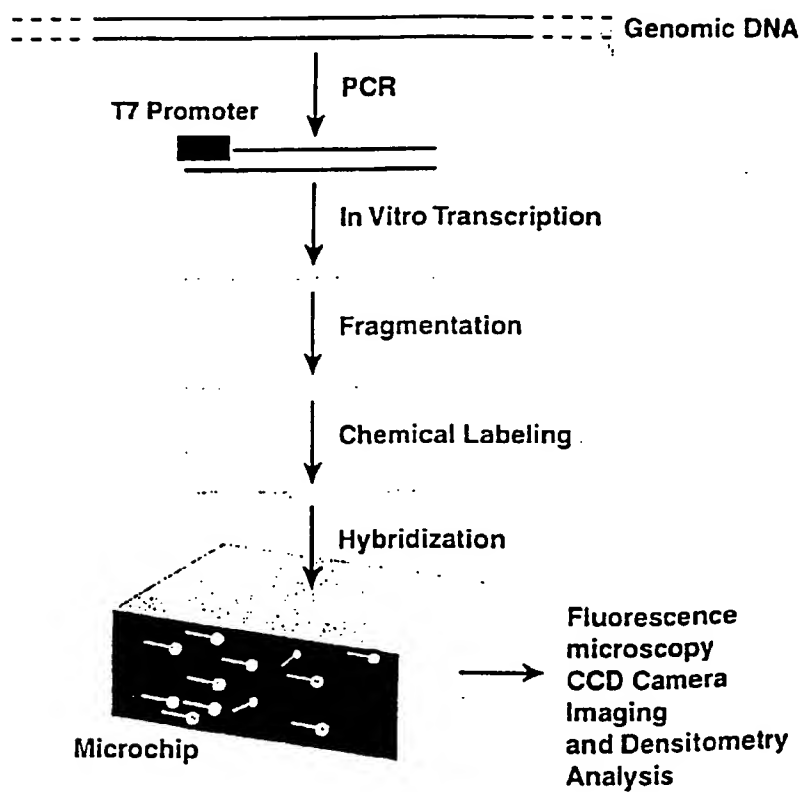 Genomic DNA
PCR
T7 Promoter
In Vitro Transcription
Fragmentation
Chemical Labeling
Hybridization
Microchip
Fluorescence
microscopy
CCD Camera
Imaging
and Densitometry
Analysis